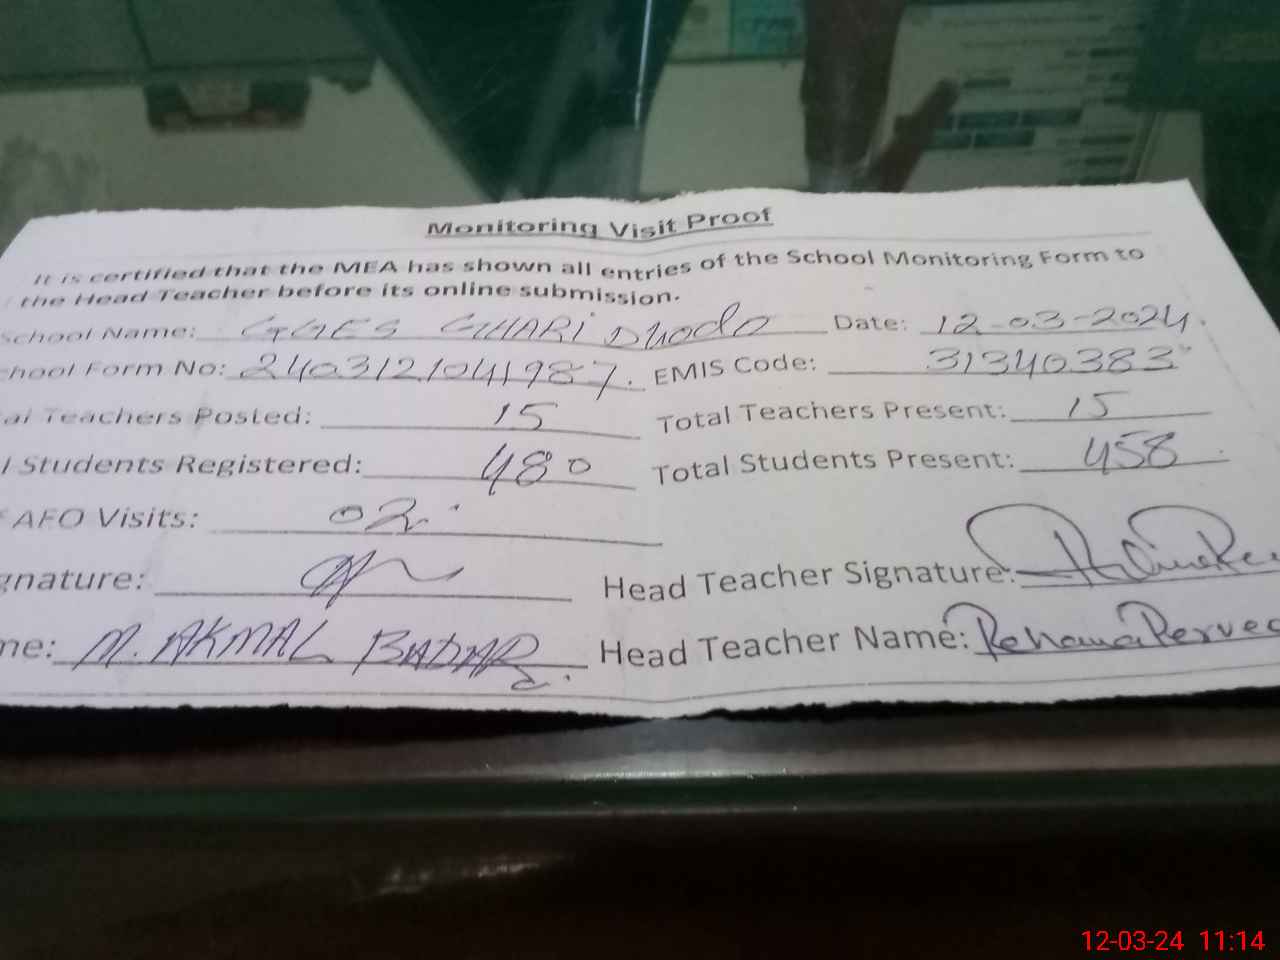 Monitoring Visit Proof
It is certified that the MEA has shown all entries of the School Monitoring Form to
the Head Teacher before its online submission.
School Name: GGES GHARI Dhodo Date: 12-03-2024.
hool Form No: 2403121041987. EMIS Code: 31340383
al Teachers Posted: 15 Total Teachers Present: 15
l Students Registered: 480 Total Students Present: 458
AFO Visits: 02
gnature: Head Teacher Signature:
me: M. AKMAL BADAR Head Teacher Name: Rehana Pervee
12-03-24 11:14